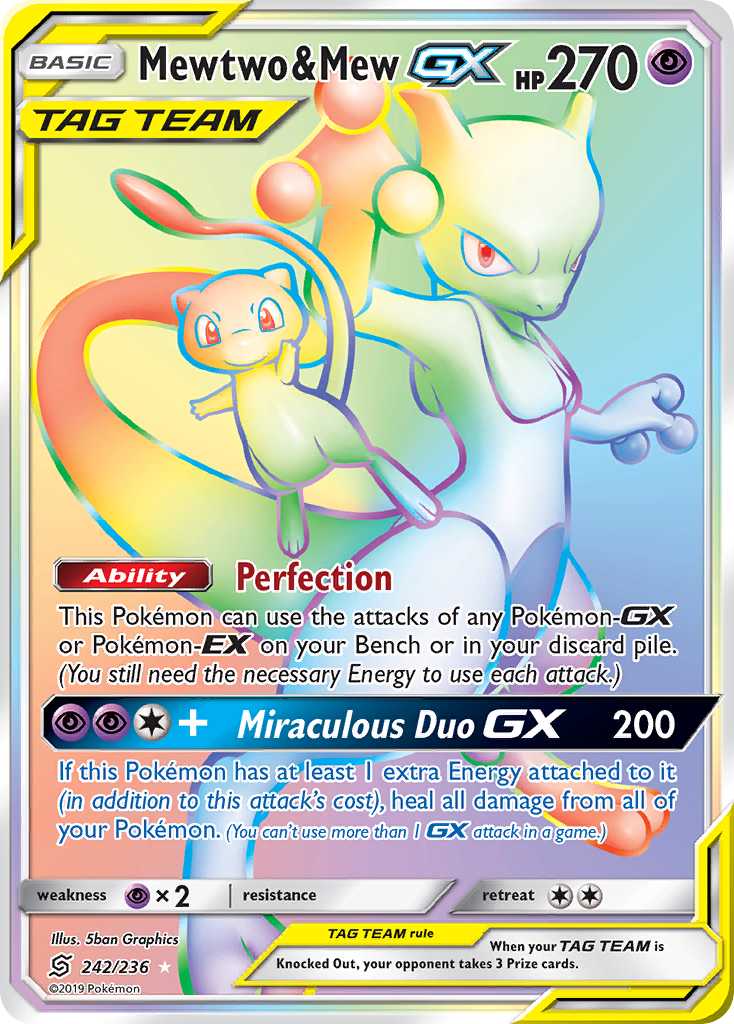 BASIC Mewtwo&Mew GX HP270
TAG TEAM
Ability Perfection
This Pokémon can use the attacks of any Pokémon-GX
or Pokémon-EX on your Bench or in your discard pile.
(You still need the necessary Energy to use each attack.)
+ Miraculous Duo GX 200
If this Pokémon has at least 1 extra Energy attached to it
(in addition to this attack's cost), heal all damage from all of
your Pokémon. (You can't use more than 1 GX attack in a game.)
weakness ×2 resistance retreat
Illus. 5ban Graphics
242/236
©2019 Pokémon
TAG TEAM rule
When your TAG TEAM is
Knocked Out, your opponent takes 3 Prize cards.